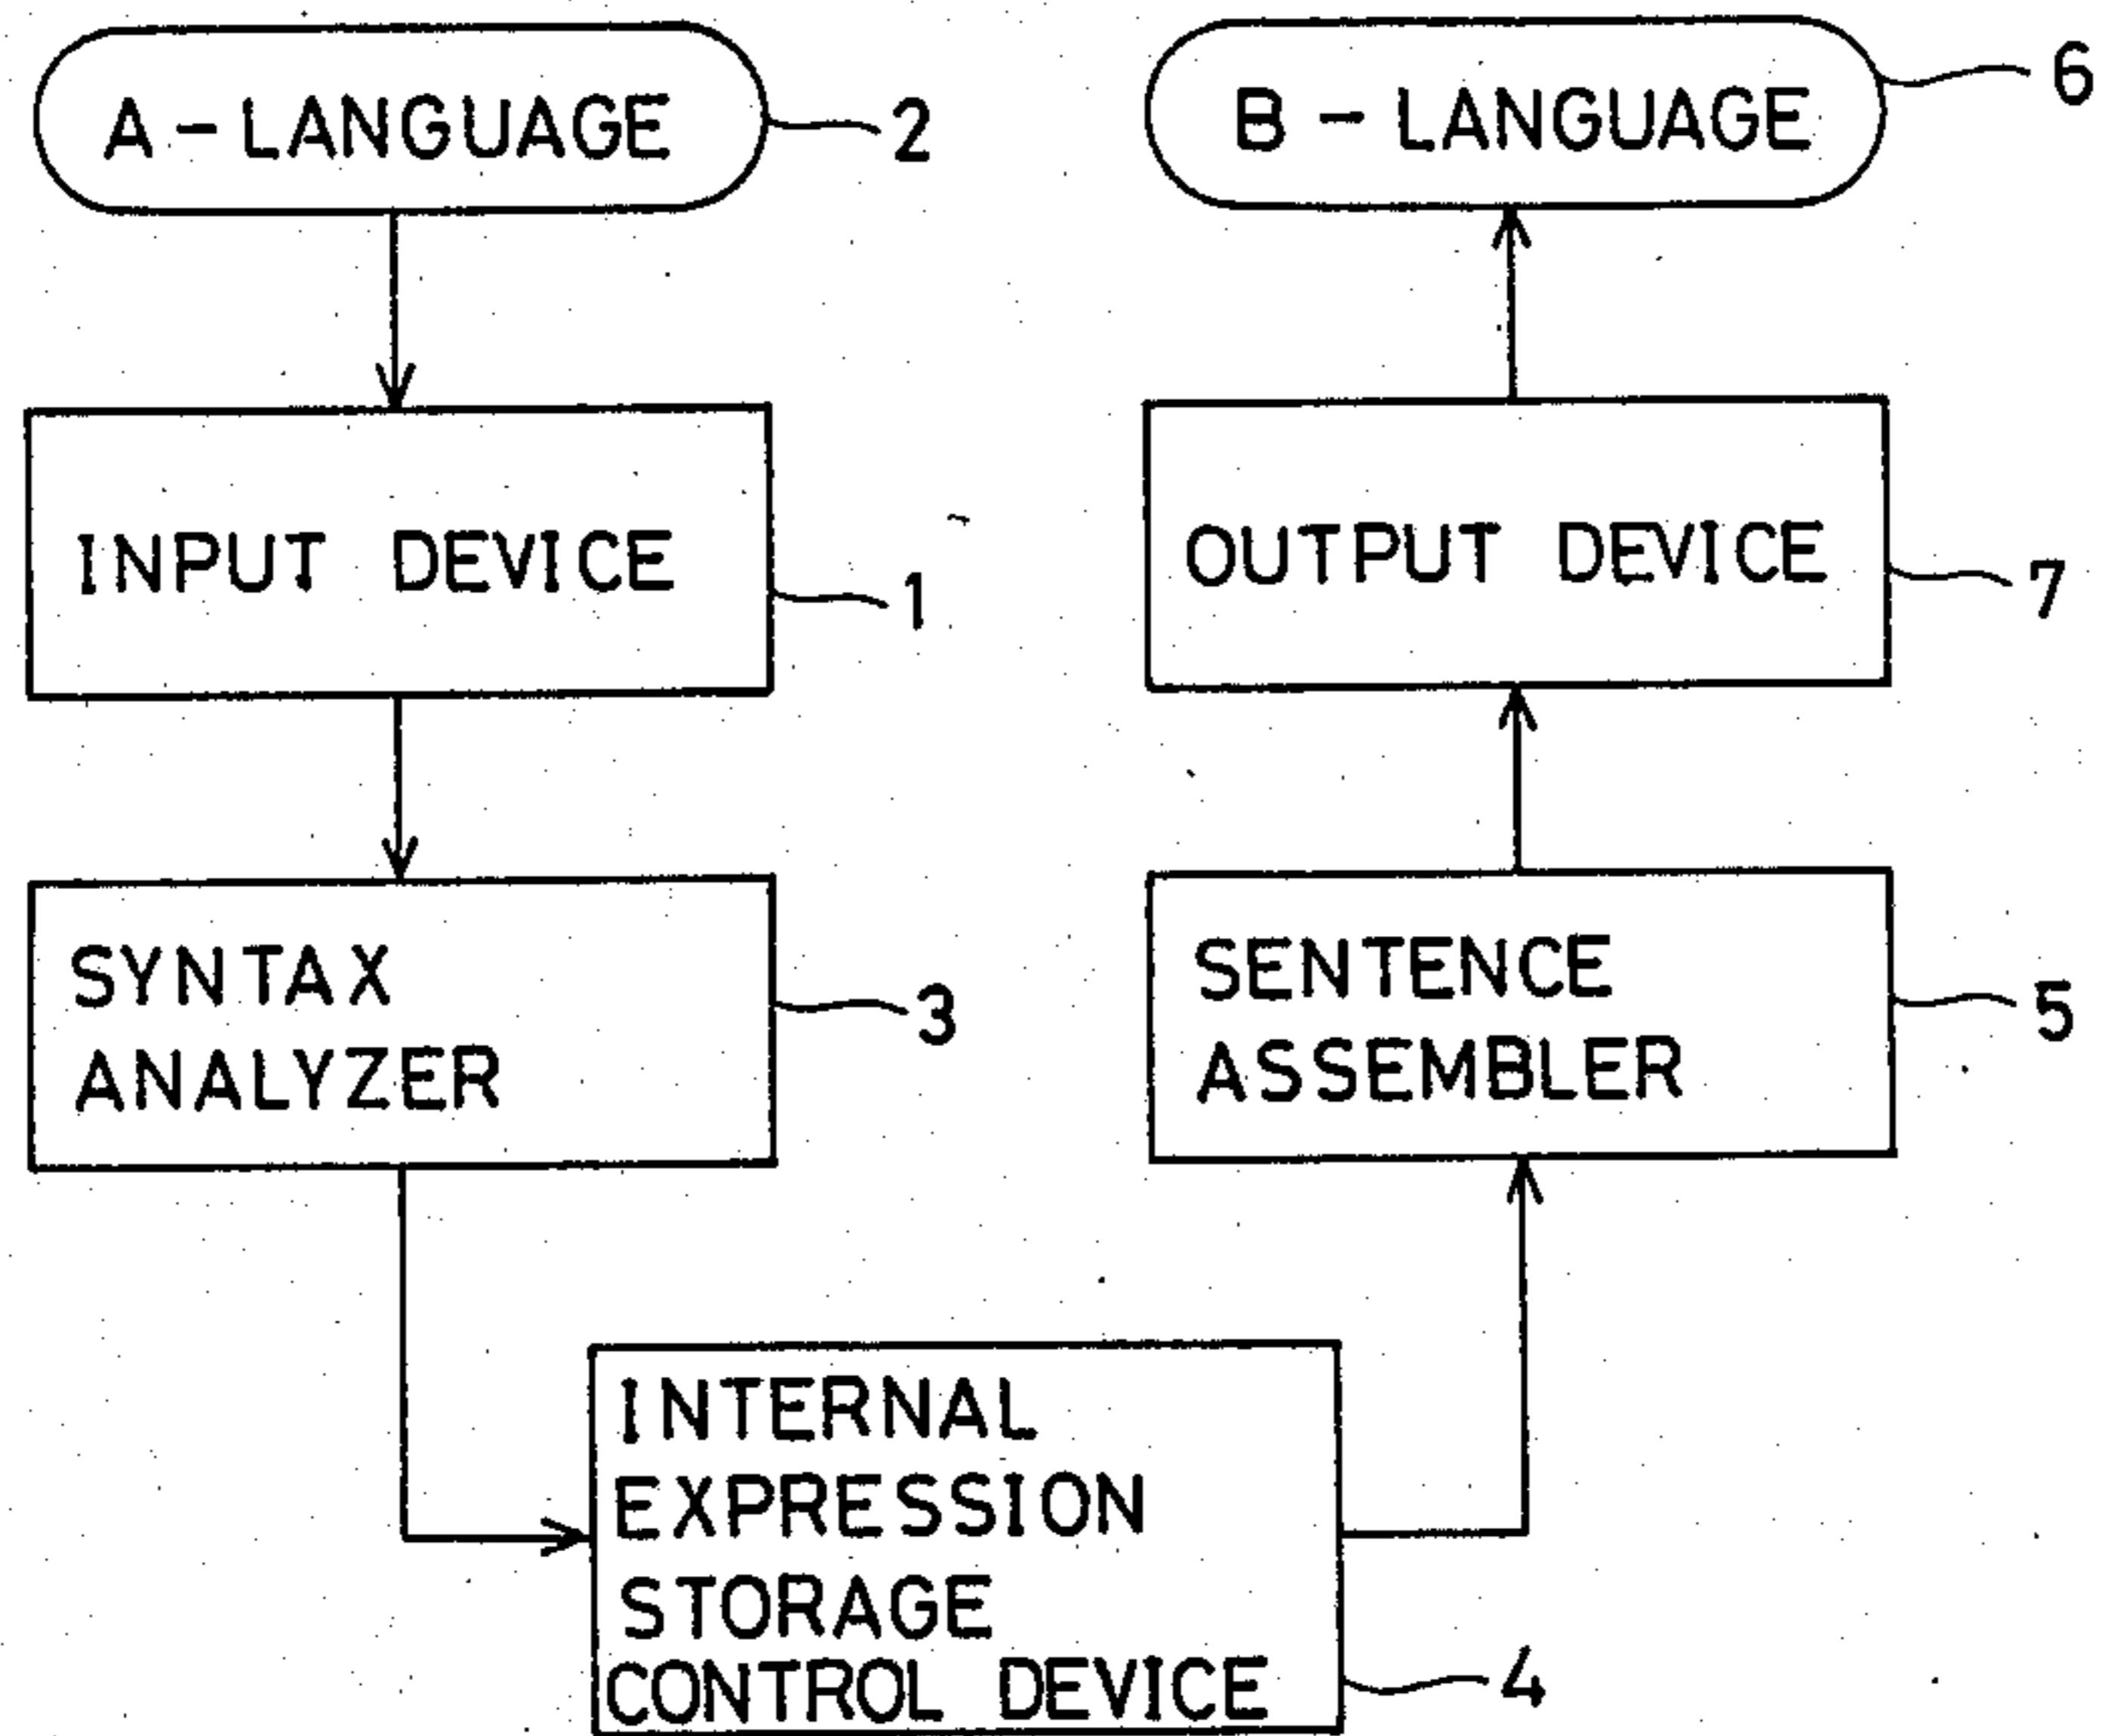 A-LANGUAGE
2
INPUT DEVICE
1
SYNTAX
ANALYZER
3
INTERNAL
EXPRESSION
STORAGE
CONTROL DEVICE
4
SENTENCE
ASSEMBLER
5
OUTPUT DEVICE
7
B-LANGUAGE
6